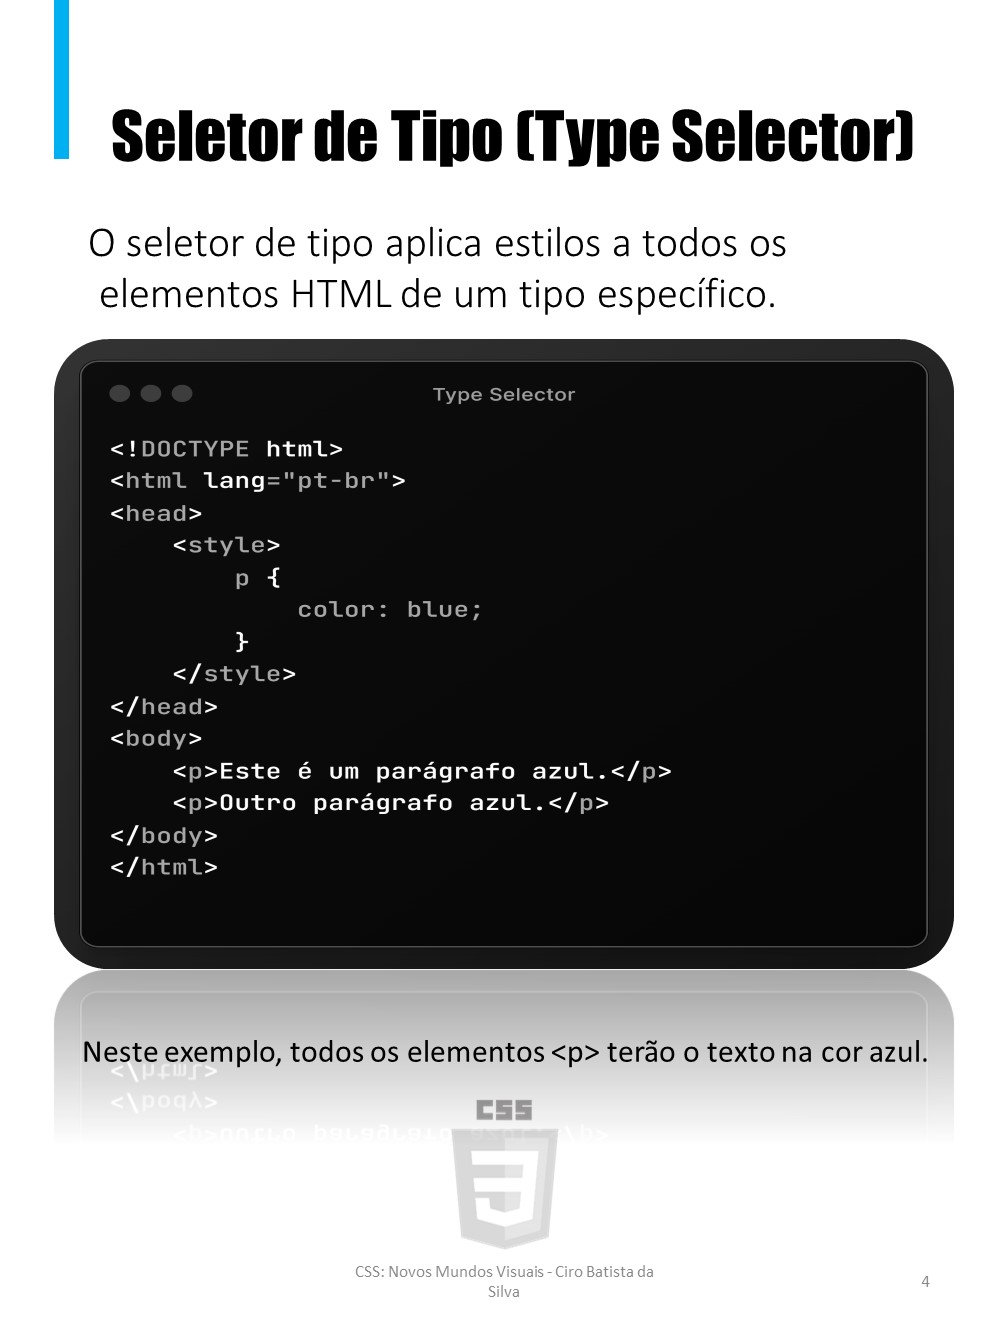 Seletor de Tipo (Type Selector)
O seletor de tipo aplica estilos a todos os
elementos HTML de um tipo específico.
Type Selector
<!DOCTYPE html>
<html lang="pt-br">
<head>
    <style>
        p {
            color: blue;
        }
    </style>
</head>
<body>
    <p>Este é um parágrafo azul.</p>
    <p>Outro parágrafo azul.</p>
</body>
</html>
Neste exemplo, todos os elementos <p> terão o texto na cor azul.
CSS
3
CSS: Novos Mundos Visuais - Ciro Batista da
Silva
4